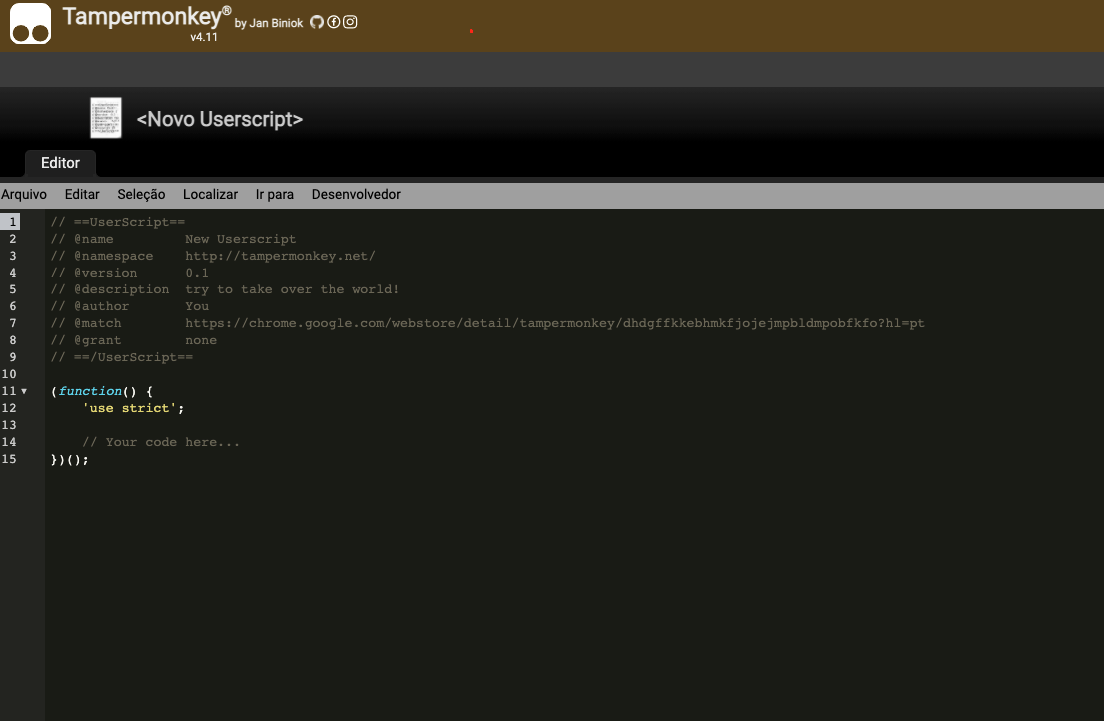 Tampermonkey® by Jan Biniok
v4.11
<Novo Userscript>
Editor
Arquivo Editar Seleção Localizar Ir para Desenvolvedor
1 // ==UserScript==
2 // @name         New Userscript
3 // @namespace    http://tampermonkey.net/
4 // @version      0.1
5 // @description  try to take over the world!
6 // @author       You
7 // @match        https://chrome.google.com/webstore/detail/tampermonkey/dhdgffkkebhmkfjojejmpbldmpobfkfo?hl=pt
8 // @grant        none
9 // ==/UserScript==
10
11 (function() {
12     'use strict';
13
14     // Your code here...
15 })();